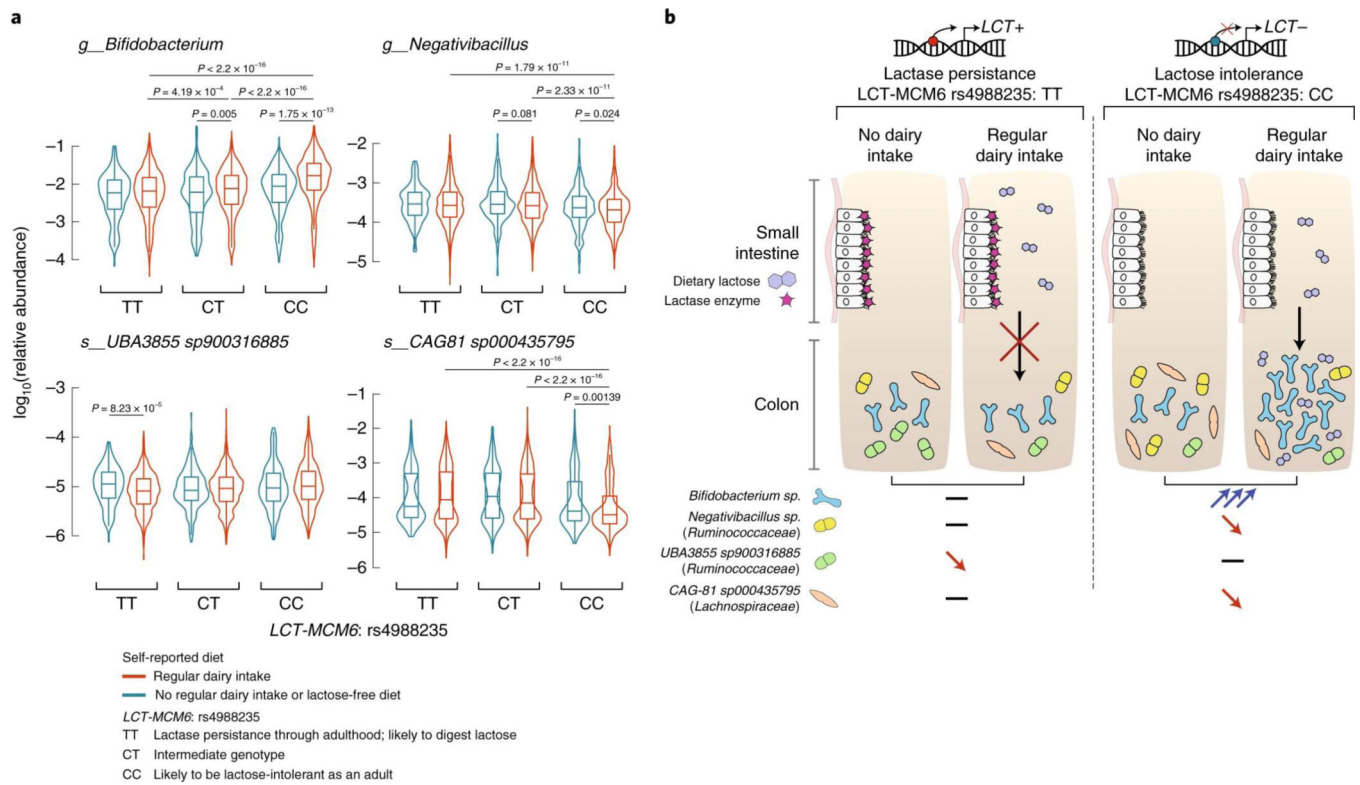 a
g__Bifidobacterium
P < 2.2 × 10⁻¹⁶
P = 4.19 × 10⁻⁴
P < 2.2 × 10⁻¹⁶
P = 0.005
P = 1.75 × 10⁻¹³
−1
−2
−3
−4
TT
CT
CC
g__Negativibacillus
P = 1.79 × 10⁻¹¹
P = 2.33 × 10⁻¹¹
P = 0.081
P = 0.024
−2
−3
−4
−5
TT
CT
CC
log₁₀(relative abundance)
s__UBA3855 sp900316885
P = 8.23 × 10⁻⁵
−3
−4
−5
−6
TT
CT
CC
s__CAG81 sp000435795
P < 2.2 × 10⁻¹⁶
P < 2.2 × 10⁻¹⁶
P = 0.00139
−1
−2
−3
−4
−5
−6
TT
CT
CC
LCT-MCM6: rs4988235
Self-reported diet
Regular dairy intake
No regular dairy intake or lactose-free diet
LCT-MCM6: rs4988235
TT Lactase persistence through adulthood; likely to digest lactose
CT Intermediate genotype
CC Likely to be lactose-intolerant as an adult
b
LCT+
Lactase persistance
LCT-MCM6 rs4988235: TT
No dairy
intake
Regular
dairy intake
LCT−
Lactose intolerance
LCT-MCM6 rs4988235: CC
No dairy
intake
Regular
dairy intake
Small
intestine
Dietary lactose
Lactase enzyme
Colon
Bifidobacterium sp.
Negativibacillus sp.
(Ruminococcaceae)
UBA3855 sp900316885
(Ruminococcaceae)
CAG-81 sp000435795
(Lachnospiraceae)